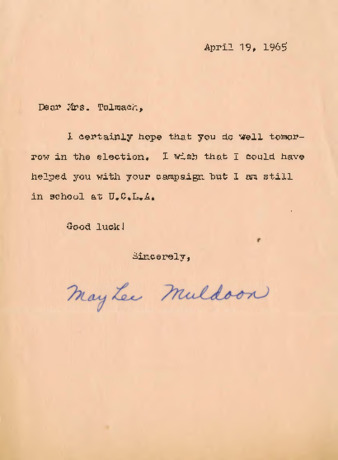 April 19, 1965
Dear Mrs. Tolmach,
I certainly hope that you do well tomor-
row in the election. I wish that I could have
helped you with your campaign but I am still
in school at U.C.L.A.
Good luck!
Sincerely,
May Lee Muldoon